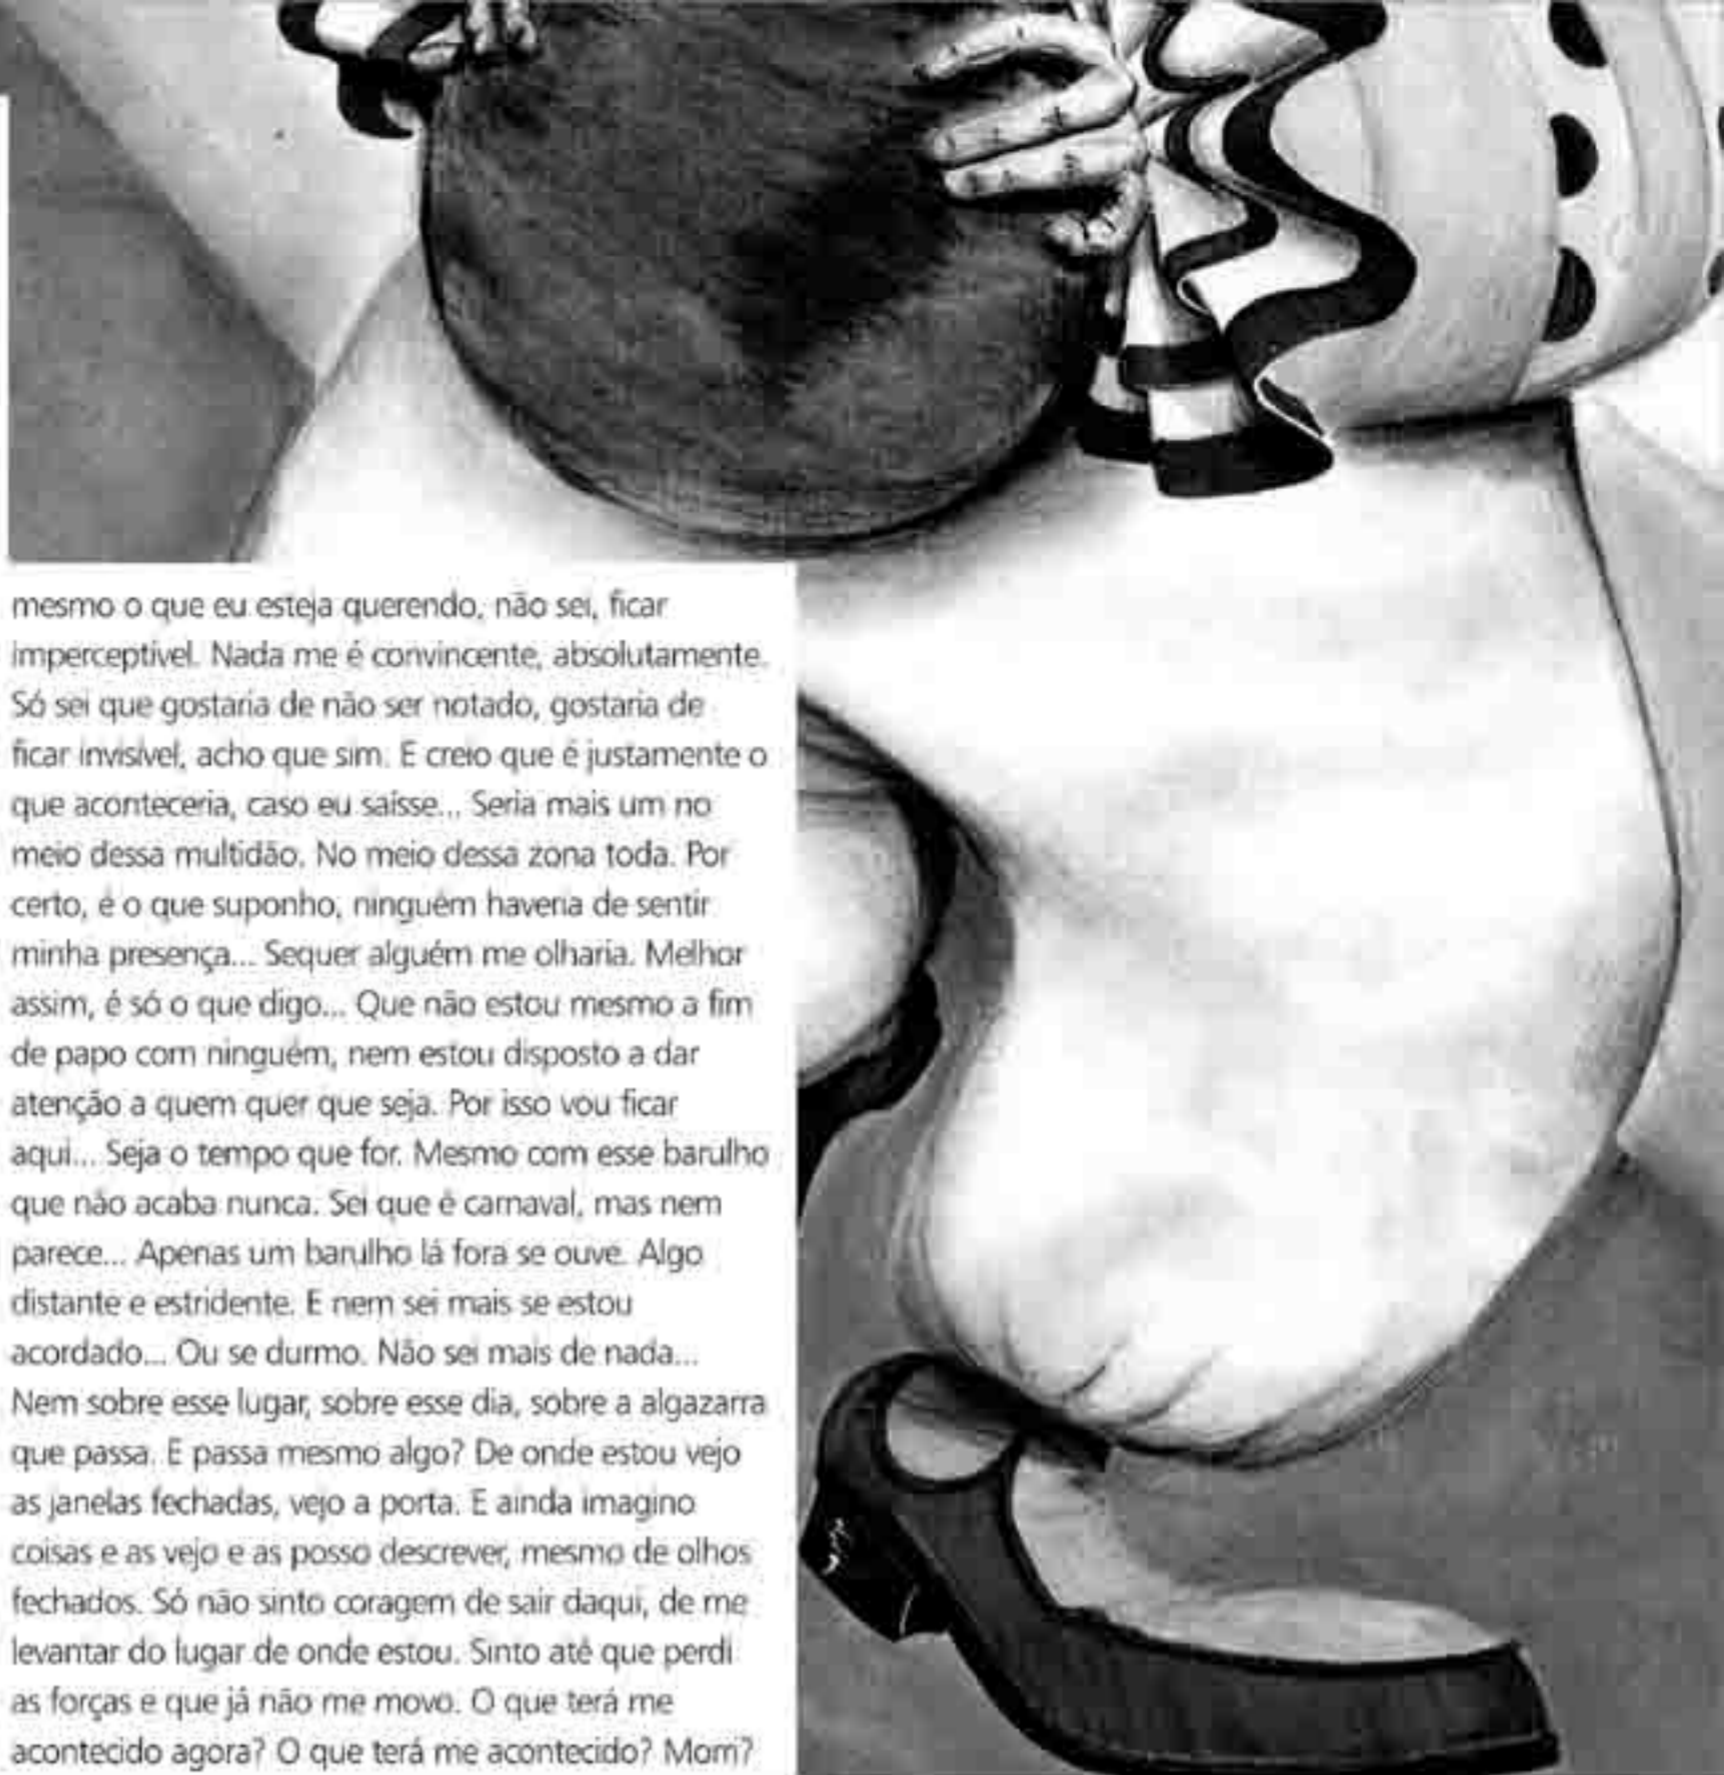 mesmo o que eu esteja querendo, não sei, ficar
imperceptível. Nada me é convincente, absolutamente.
Só sei que gostaria de não ser notado, gostaria de
ficar invisível, acho que sim. E creio que é justamente o
que aconteceria, caso eu saísse... Seria mais um no
meio dessa multidão. No meio dessa zona toda. Por
certo, é o que suponho, ninguém haveria de sentir
minha presença... Sequer alguém me olharia. Melhor
assim, é só o que digo... Que não estou mesmo a fim
de papo com ninguém, nem estou disposto a dar
atenção a quem quer que seja. Por isso vou ficar
aqui... Seja o tempo que for. Mesmo com esse barulho
que não acaba nunca. Sei que é carnaval, mas nem
parece... Apenas um barulho lá fora se ouve. Algo
distante e estridente. E nem sei mais se estou
acordado... Ou se durmo. Não sei mais de nada...
Nem sobre esse lugar, sobre esse dia, sobre a algazarra
que passa. E passa mesmo algo? De onde estou vejo
as janelas fechadas, vejo a porta. E ainda imagino
coisas e as vejo e as posso descrever, mesmo de olhos
fechados. Só não sinto coragem de sair daqui, de me
levantar do lugar de onde estou. Sinto até que perdi
as forças e que já não me movo. O que terá me
acontecido agora? O que terá me acontecido? Morri?